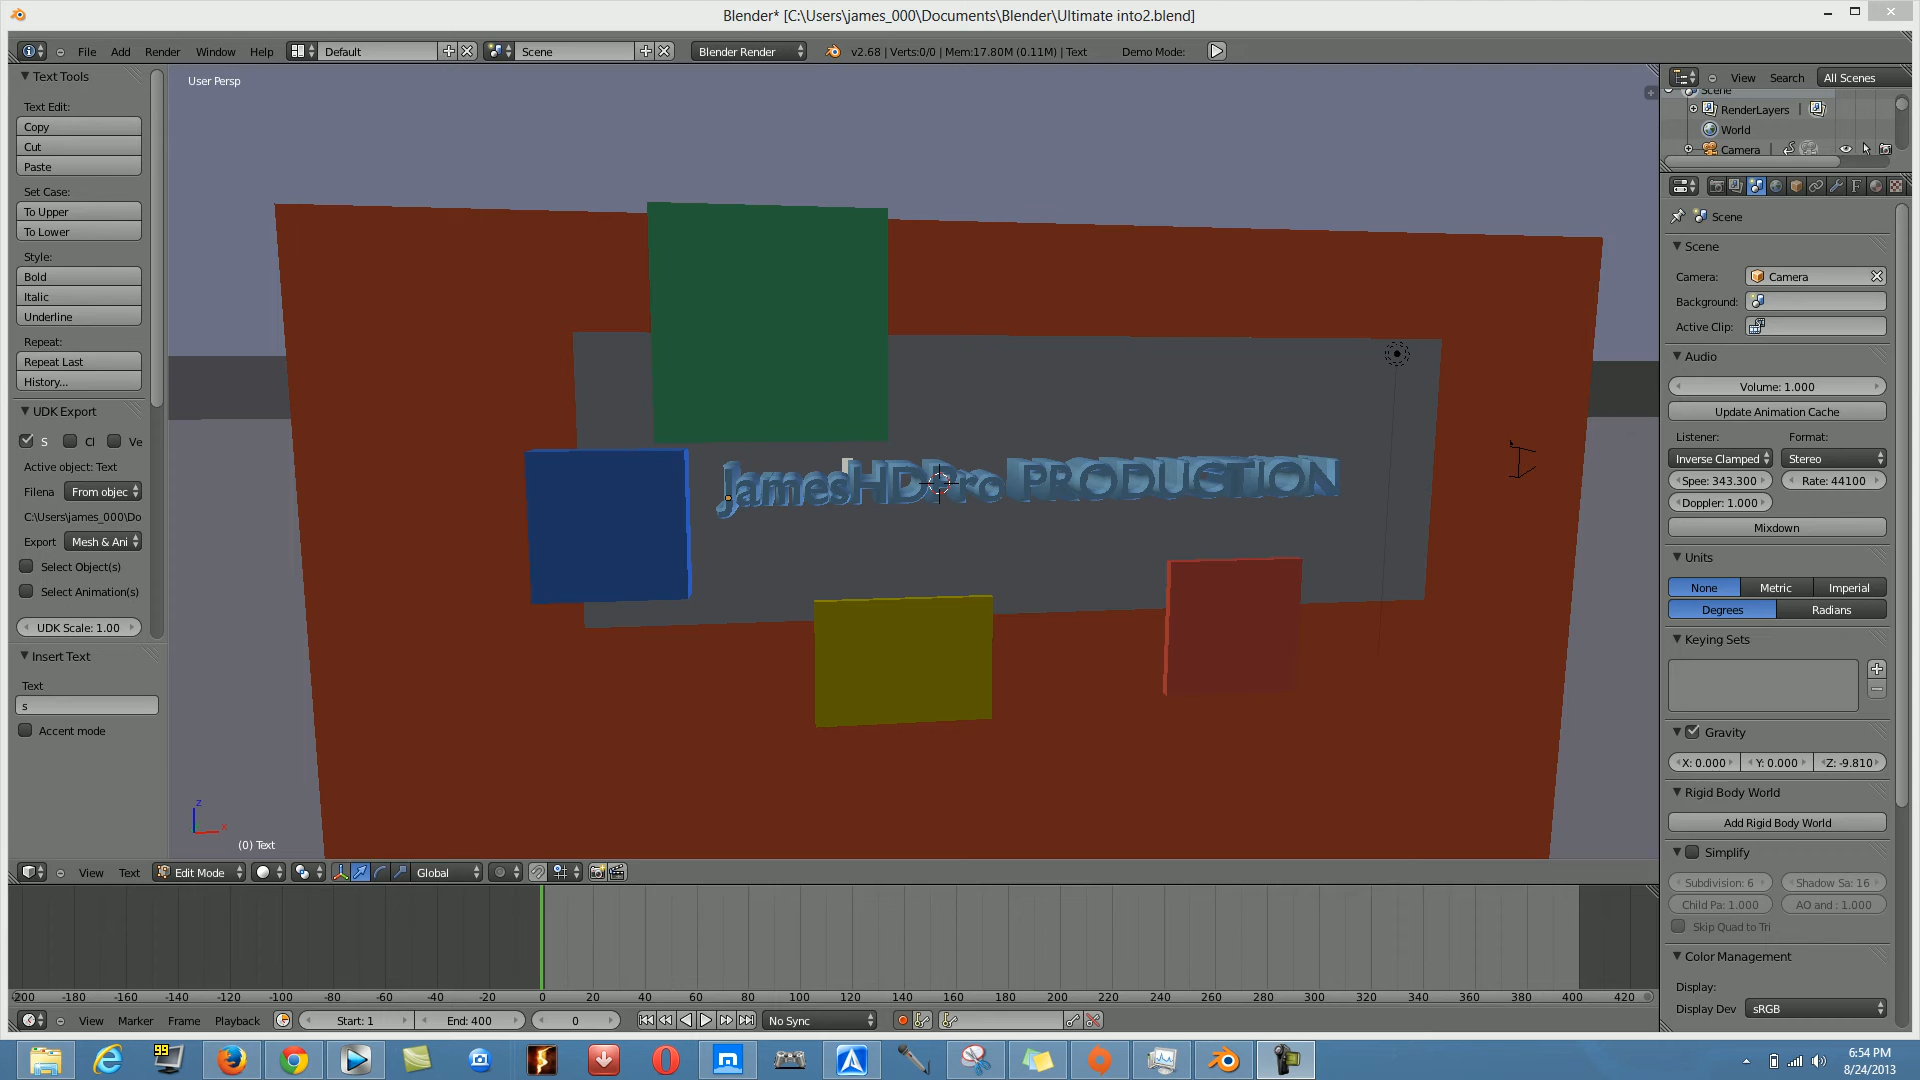 Blender* [C:\Users\james_000\Documents\Blender\Ultimate into2.blend]
File Add Render Window Help Default Scene Blender Render v2.68 | Verts:0/0 | Mem:17.80M (0.11M) | Text Demo Mode:
Text Tools
Text Edit:
Copy
Cut
Paste
Set Case:
To Upper
To Lower
Style:
Bold
Italic
Underline
Repeat:
Repeat Last
History...
UDK Export
S Cl Ve
Active object: Text
Filena From objec
C:\Users\james_000\Do
Export Mesh & Ani
Select Object(s)
Select Animation(s)
UDK Scale: 1.00
Insert Text
Text
s
Accent mode
User Persp
JamesHDPro PRODUCTION
z
x
(0) Text
View Text Edit Mode Global
View Search All Scenes
Scene
RenderLayers
World
Camera
Scene
Scene
Camera: Camera
Background:
Active Clip:
Audio
Volume: 1.000
Update Animation Cache
Listener: Format:
Inverse Clamped Stereo
Spee: 343.300 Rate: 44100
Doppler: 1.000
Mixdown
Units
None Metric Imperial
Degrees Radians
Keying Sets
Gravity
X: 0.000 Y: 0.000 Z: -9.810
Rigid Body World
Add Rigid Body World
Simplify
Subdivision: 6 Shadow Sa: 16
Child Pa: 1.000 AO and : 1.000
Skip Quad to Tri
Color Management
Display:
Display Dev sRGB
-200 -180 -160 -140 -120 -100 -80 -60 -40 -20 0 20 40 60 80 100 120 140 160 180 200 220 240 260 280 300 320 340 360 380 400 420
View Marker Frame Playback Start: 1 End: 400 0 No Sync
99
6:54 PM
8/24/2013